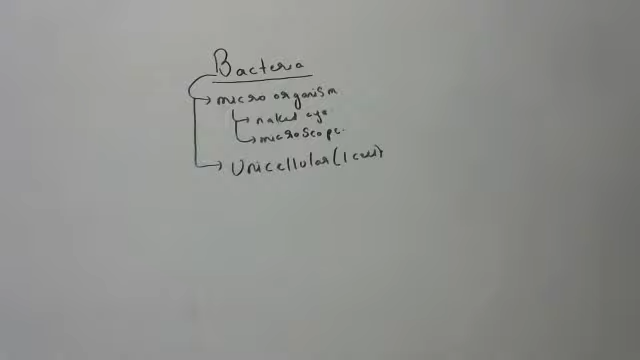 Bacteria
micro organism
naked eye
microscope.
Unicellular (1 cell)